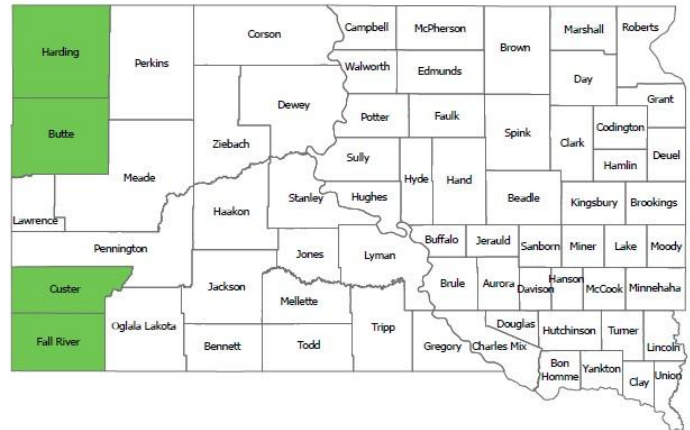 Harding
Perkins
Corson
Campbell
McPherson
Brown
Marshall
Roberts
Walworth
Edmunds
Day
Grant
Butte
Meade
Ziebach
Dewey
Potter
Faulk
Spink
Clark
Codington
Hamlin
Deuel
Lawrence
Haakon
Stanley
Sully
Hughes
Hyde
Hand
Beadle
Kingsbury
Brookings
Pennington
Jones
Lyman
Buffalo
Jerauld
Sanborn
Miner
Lake
Moody
Custer
Jackson
Mellette
Brule
Aurora
Davison
Hanson
McCook
Minnehaha
Fall River
Oglala Lakota
Bennett
Todd
Tripp
Gregory
Charles Mix
Douglas
Hutchinson
Turner
Lincoln
Bon
Homme
Yankton
Clay
Union